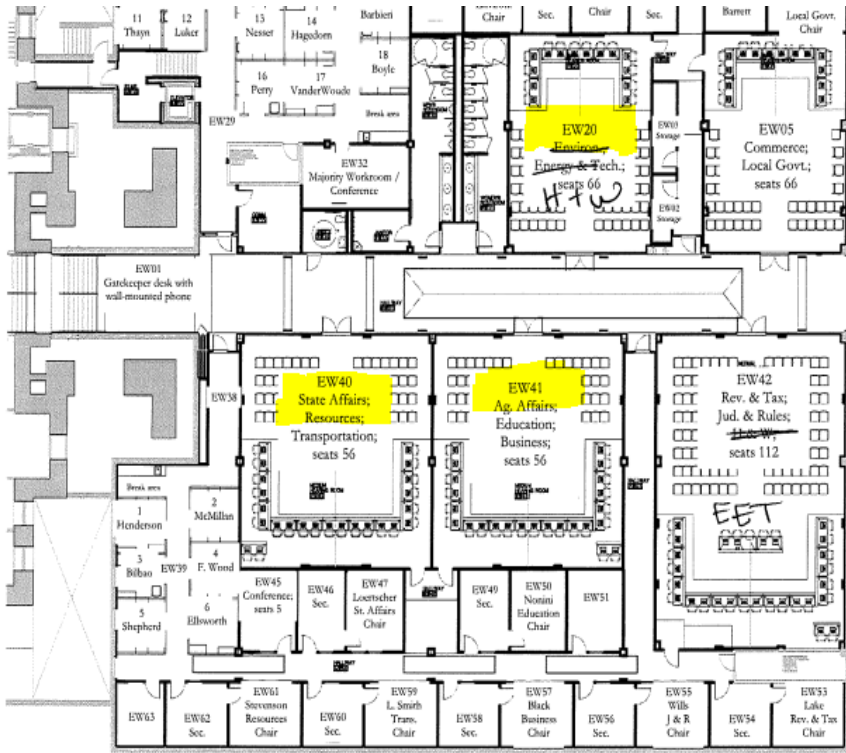 11
Thayn
12
Luker
13
Nesset
14
Hagedorn
Barbieri
Chair
Sec.
Chair
Sec.
Barrett
Local Govt.
Chair
16
Perry
17
VanderWoude
18
Boyle
Break area
EW29
EW32
Majority Workroom /
Conference
EW20
Environ.;
Energy & Tech.;
seats 66
H + W
EW03
Storage
EW02
Storage
EW05
Commerce;
Local Govt.;
seats 66
EW01
Gatekeeper desk with
wall-mounted phone
EW38
EW40
State Affairs;
Resources;
Transportation;
seats 56
EW41
Ag. Affairs;
Education;
Business;
seats 56
EW42
Rev. & Tax;
Jud. & Rules;
H & W;
seats 112
EET
Break area
1
Henderson
2
McMillan
3
Bilbao
EW39
4
F. Wood
5
Shepherd
6
Ellsworth
EW45
Conference;
seats 5
EW46
Sec.
EW47
Loertscher
St. Affairs
Chair
EW49
Sec.
EW50
Nonini
Education
Chair
EW51
EW63
EW62
Sec.
EW61
Stevenson
Resources
Chair
EW60
Sec.
EW59
L. Smith
Trans.
Chair
EW58
Sec.
EW57
Black
Business
Chair
EW56
Sec.
EW55
Wills
J & R
Chair
EW54
Sec.
EW53
Lake
Rev. & Tax
Chair